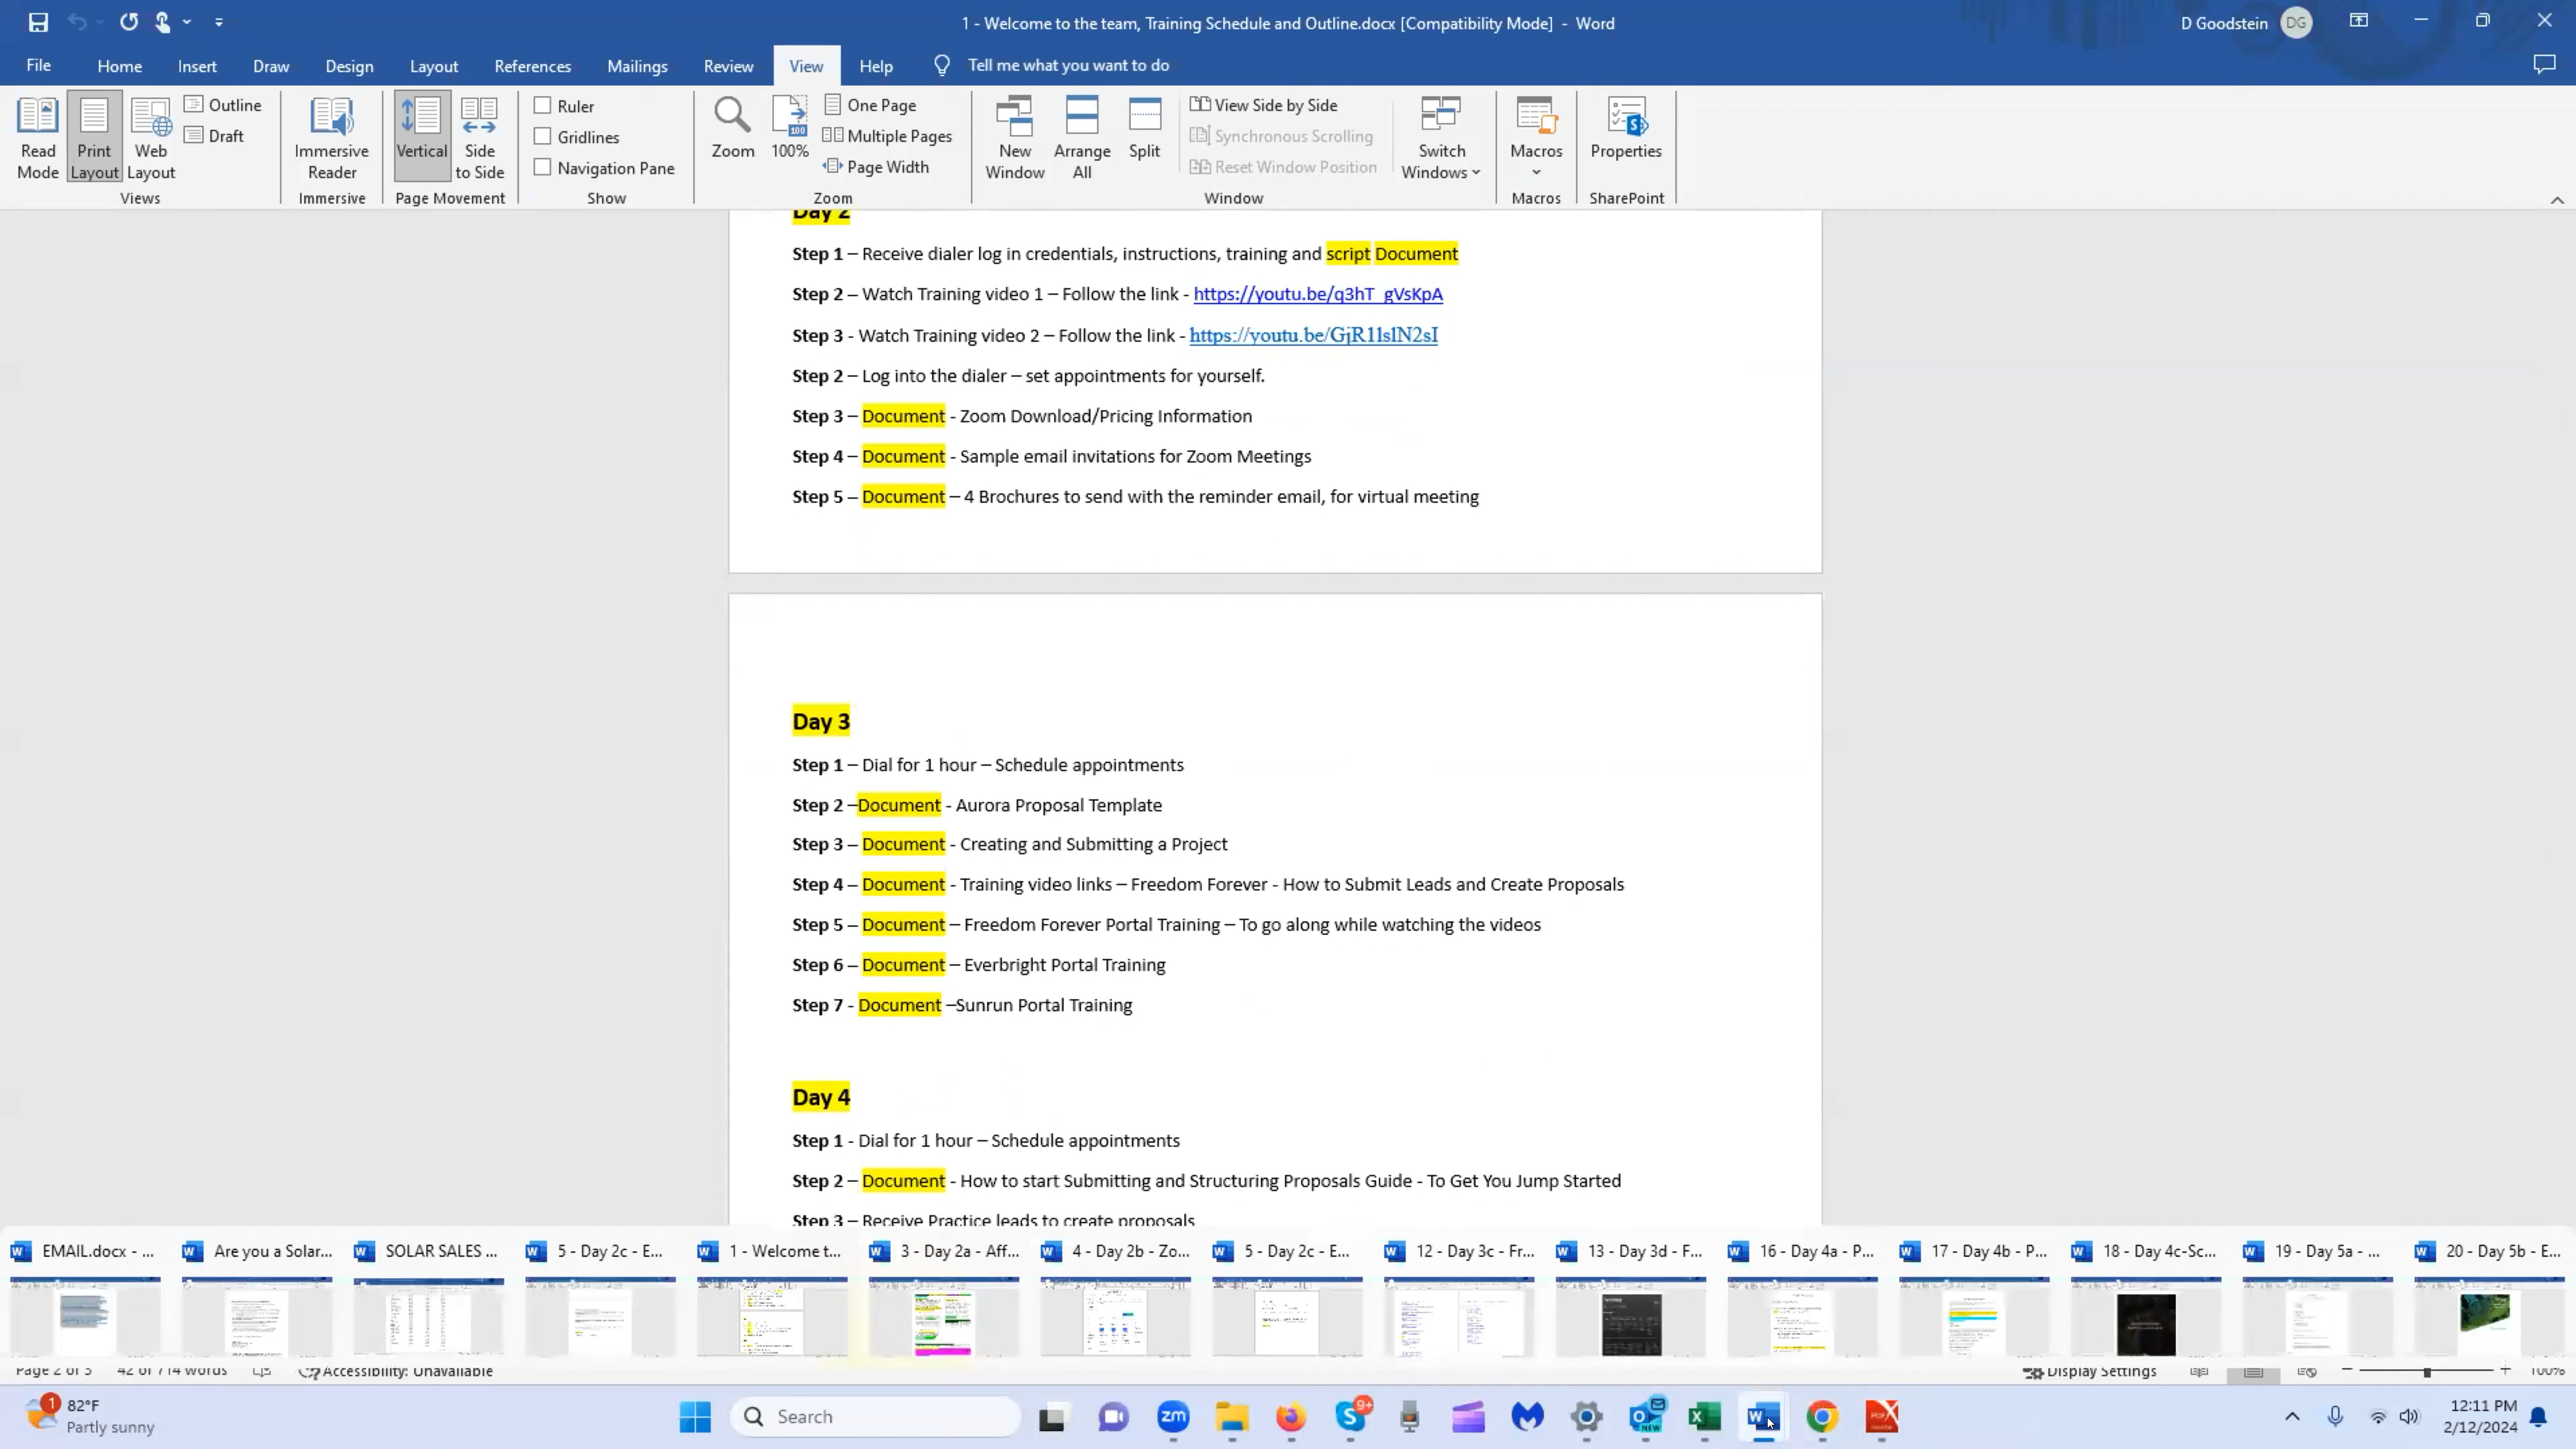 1 - Welcome to the team, Training Schedule and Outline.docx [Compatibility Mode] - Word
D Goodstein DG
File Home Insert Draw Design Layout References Mailings Review View Help Tell me what you want to do
Read Mode
Print Layout
Web Layout
Outline
Draft
Views
Immersive Reader
Immersive
Vertical
Side to Side
Page Movement
Ruler
Gridlines
Navigation Pane
Show
Zoom
100%
One Page
Multiple Pages
Page Width
Zoom
New Window
Arrange All
Split
View Side by Side
Synchronous Scrolling
Reset Window Position
Switch Windows
Window
Macros
Macros
Properties
SharePoint
Day 2
Step 1 – Receive dialer log in credentials, instructions, training and script Document
Step 2 – Watch Training video 1 – Follow the link - https://youtu.be/q3hT_gVsKpA
Step 3 - Watch Training video 2 – Follow the link - https://youtu.be/GjR1lslN2sI
Step 2 – Log into the dialer – set appointments for yourself.
Step 3 – Document - Zoom Download/Pricing Information
Step 4 – Document - Sample email invitations for Zoom Meetings
Step 5 – Document – 4 Brochures to send with the reminder email, for virtual meeting
Day 3
Step 1 – Dial for 1 hour – Schedule appointments
Step 2 –Document - Aurora Proposal Template
Step 3 – Document - Creating and Submitting a Project
Step 4 – Document - Training video links – Freedom Forever - How to Submit Leads and Create Proposals
Step 5 – Document – Freedom Forever Portal Training – To go along while watching the videos
Step 6 – Document – Everbright Portal Training
Step 7 - Document –Sunrun Portal Training
Day 4
Step 1 - Dial for 1 hour – Schedule appointments
Step 2 – Document - How to start Submitting and Structuring Proposals Guide - To Get You Jump Started
Step 3 – Receive Practice leads to create proposals
EMAIL.docx - ...
Are you a Solar...
SOLAR SALES ...
5 - Day 2c - E...
1 - Welcome t...
3 - Day 2a - Aff...
4 - Day 2b - Zo...
5 - Day 2c - E...
12 - Day 3c - Fr...
13 - Day 3d - F...
16 - Day 4a - P...
17 - Day 4b - P...
18 - Day 4c-Sc...
19 - Day 5a - ...
20 - Day 5b - E...
Page 2 of 5 42 of 714 words Accessibility: Unavailable Display Settings 100%
1
82°F
Partly sunny
Search
zm
9+
NEW
12:11 PM
2/12/2024